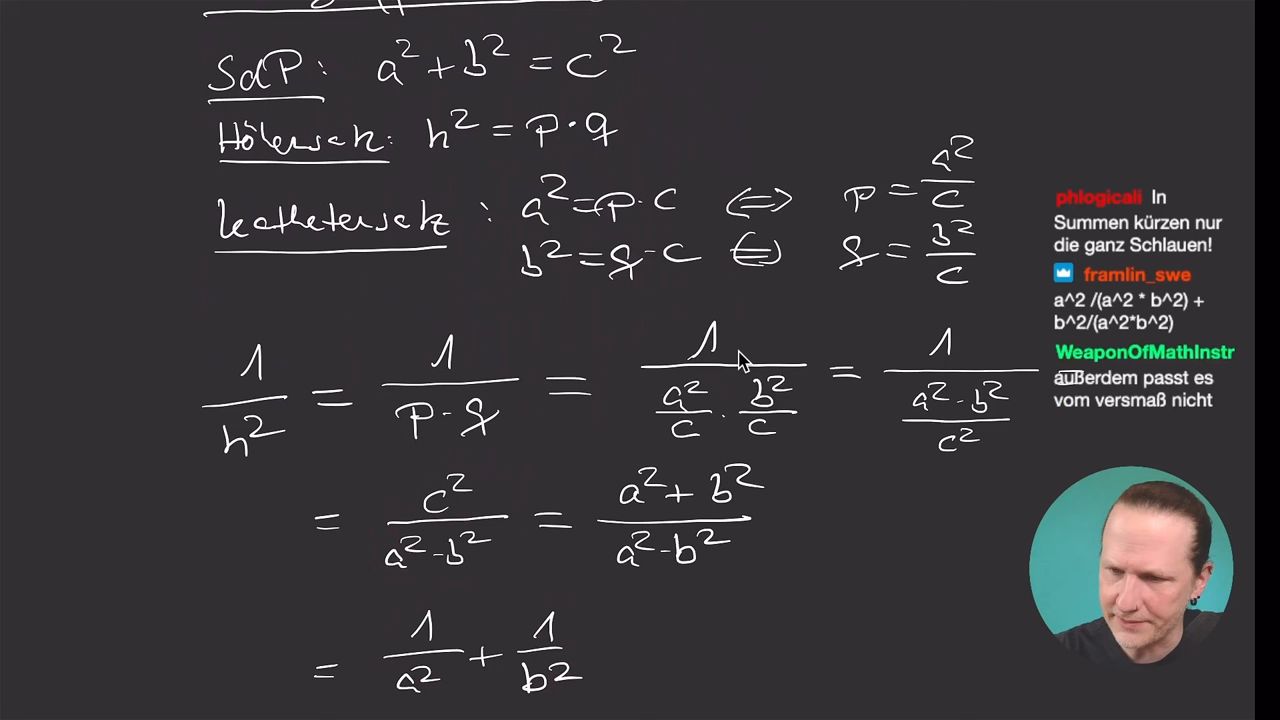 SdP: a² + b² = c²
Höhensatz: h² = p · q
Kathetensatz: a² = p · c ⇔ p = a²/c
b² = q · c ⇔ q = b²/c
1/h² = 1/(p · q) = 1/(a²/c · b²/c) = 1/((a² · b²)/c²) =
= c²/(a² · b²) = (a² + b²)/(a² · b²)
= 1/a² + 1/b²
phlogicali In
Summen kürzen nur
die ganz Schlauen!
framlin_swe
a^2 /(a^2 * b^2) +
b^2/(a^2*b^2)
WeaponOfMathInstr
außerdem passt es
vom versmaß nicht